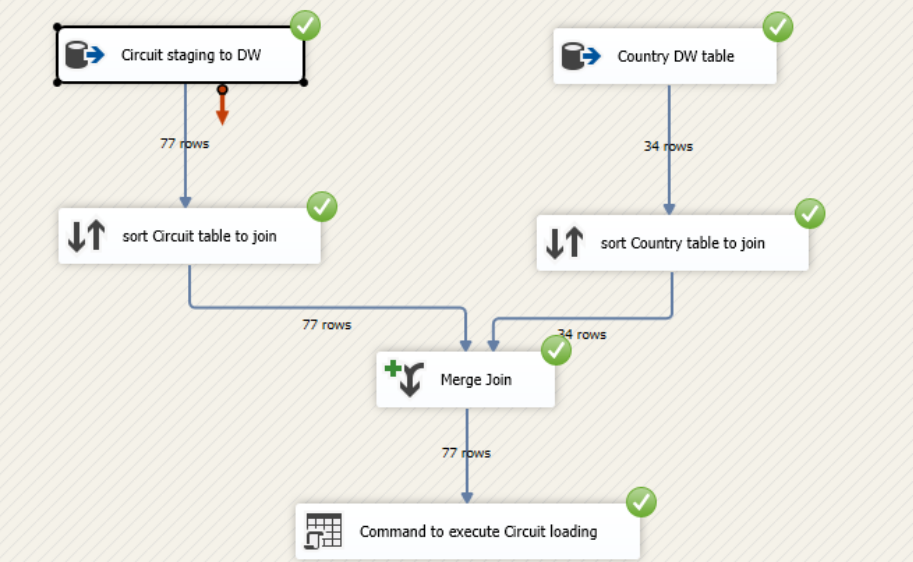 Circuit staging to DW
Country DW table
77 rows
34 rows
sort Circuit table to join
sort Country table to join
77 rows
34 rows
Merge Join
77 rows
Command to execute Circuit loading